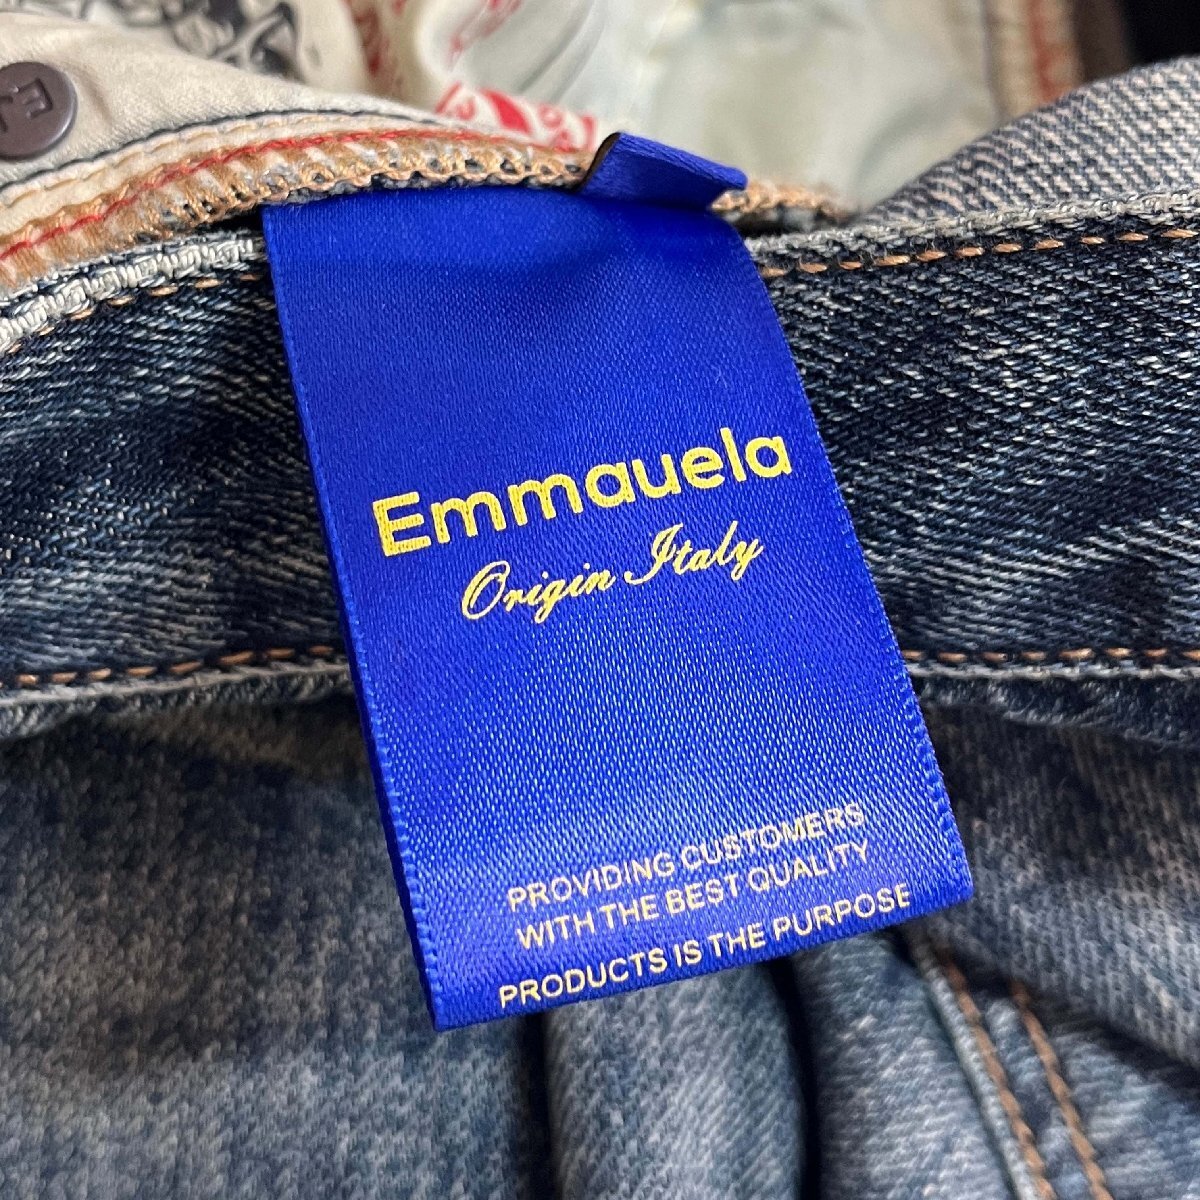 Emmauela
Origin Italy
PROVIDING CUSTOMERS
WITH THE BEST QUALITY
PRODUCTS IS THE PURPOSE